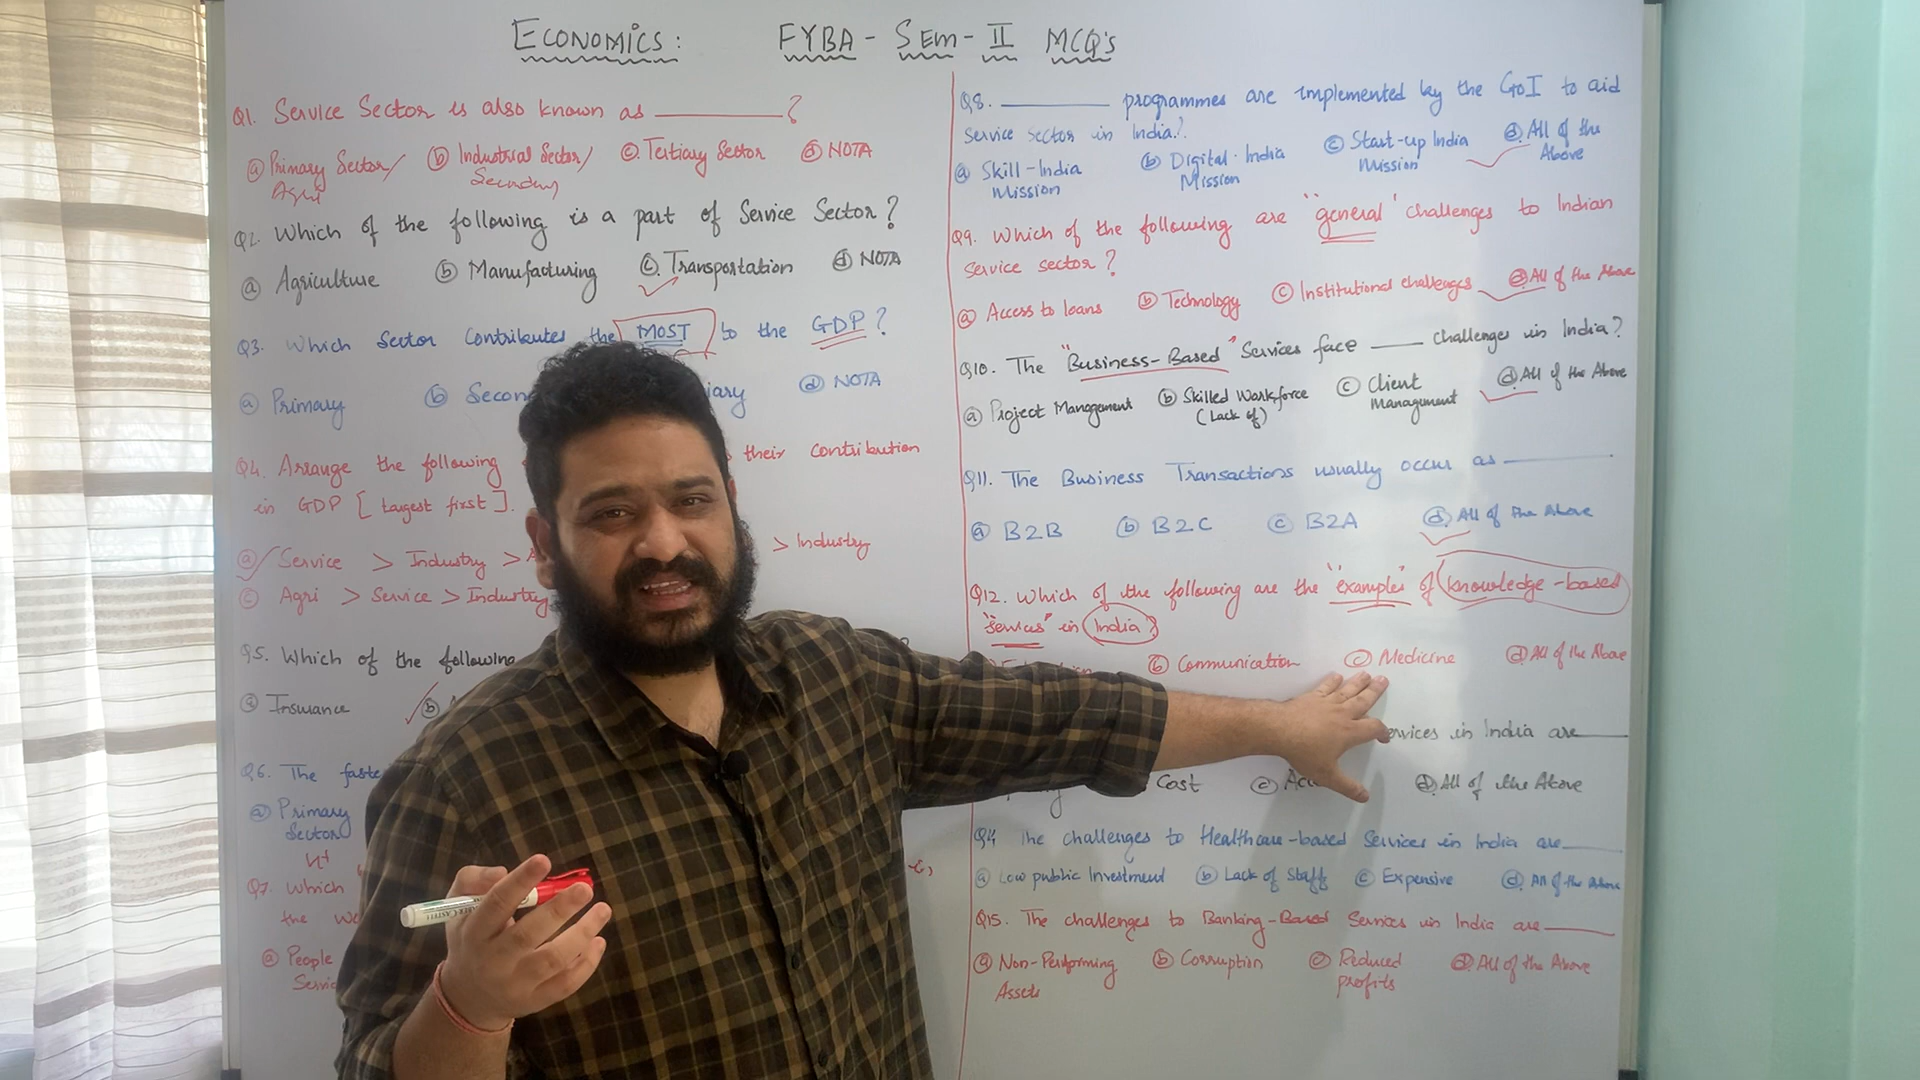 ECONOMICS: FYBA - SEM - II MCQ's
Q1. Service Sector is also known as ________?
(a) Primary Sector/ (b) Industrial Sector/ (c) Tertiary Sector (d) NOTA
Agri Secondary
Q2. Which of the following is a part of Service Sector?
(a) Agriculture (b) Manufacturing (c) Transportation (d) NOTA
Q3. Which Sector Contributes the MOST to the GDP?
(a) Primary (b) Secon iary (d) NOTA
Q4. Arrange the following their contribution
in GDP [Largest first].
(a) Service > Industry > > Industry
(c) Agri > Service > Industry
Q5. Which of the following ?
(a) Insurance (b)
Q6. The faste
(a) Primary
Sector
Q7. Which
the Wo
(a) People
Servic
Q8. ________ programmes are implemented by the GoI to aid
Service Sector in India?
(a) Skill-India (b) Digital-India (c) Start-up India (d) All of the
Mission Mission Mission Above
Q9. Which of the following are "general" challenges to Indian
Service sector?
(a) Access to loans (b) Technology (c) Institutional challenges (d) All of the Above
Q10. The "Business-Based" Services face ____ challenges in India?
(a) Project Management (b) Skilled Workforce (c) Client (d) All of the Above
(Lack of) Management
Q11. The Business Transactions usually occur as ________.
(a) B2B (b) B2C (c) B2A (d) All of the Above
Q12. Which of the following are the "examples" of knowledge-based
"services" in India?
(b) Communication (c) Medicine (d) All of the Above
ervices in India are____
Cost (c) Acc (d) All of the Above
Q14 The challenges to Healthcare-based Services in India are____
(a) Low public Investment (b) Lack of Staff (c) Expensive (d) All of the Above
Q15. The challenges to Banking-Based Services in India are____
(a) Non-Performing (b) Corruption (c) Reduced (d) All of the Above
Assets profits